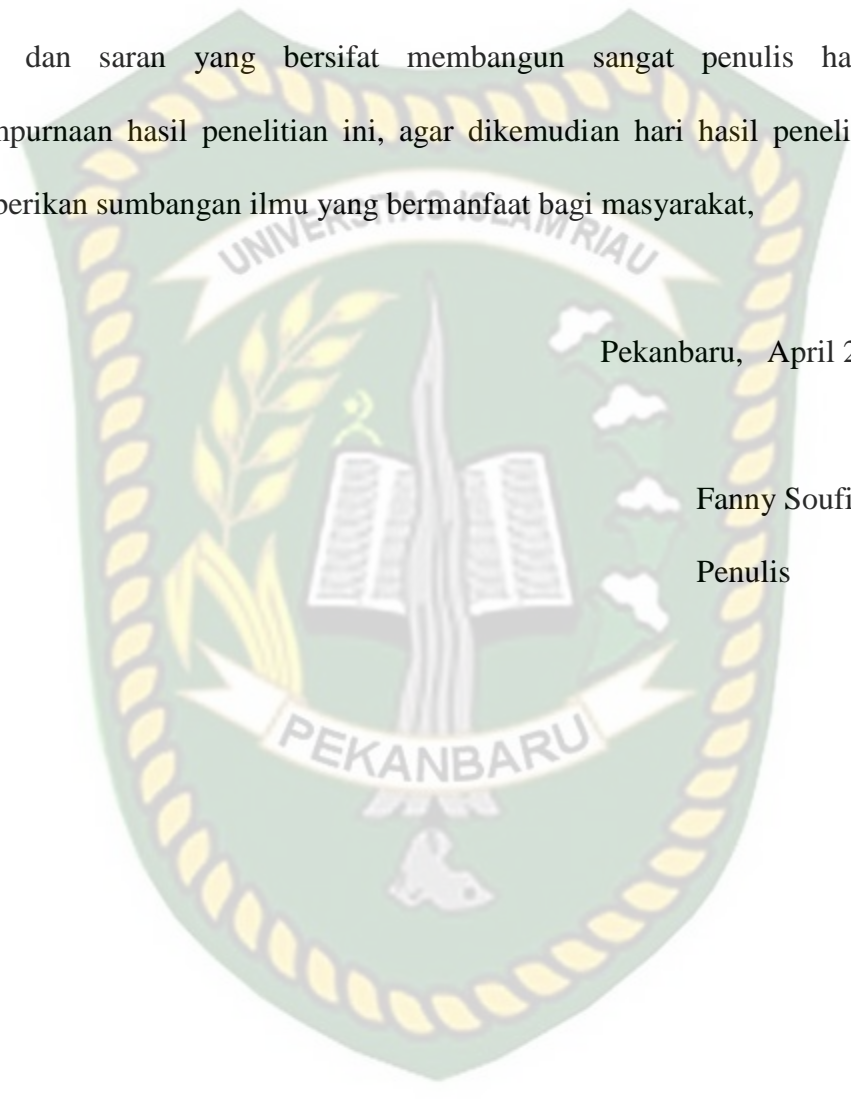 dan saran yang bersifat membangun sangat penulis ha
npurnaan hasil penelitian ini, agar dikemudian hari hasil peneli
berikan sumbangan ilmu yang bermanfaat bagi masyarakat,
UNIVERSITAS ISLAM RIAU
Pekanbaru, April 2
Fanny Soufi
Penulis
PEKANBARU